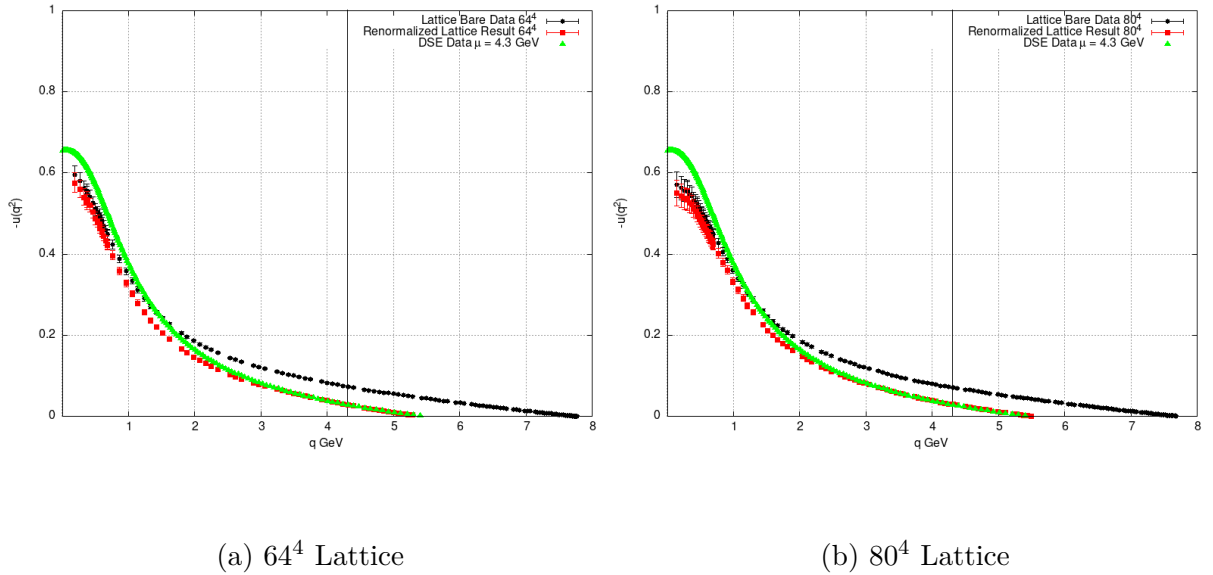 Lattice Bare Data 64⁴
Renormalized Lattice Result 64⁴
DSE Data μ = 4.3 GeV
1
0.8
0.6
0.4
0.2
0
-u(q²)
0 1 2 3 4 5 6 7 8
q GeV
(a) 64⁴ Lattice
Lattice Bare Data 80⁴
Renormalized Lattice Result 80⁴
DSE Data μ = 4.3 GeV
1
0.8
0.6
0.4
0.2
0
-u(q²)
0 1 2 3 4 5 6 7 8
q GeV
(b) 80⁴ Lattice